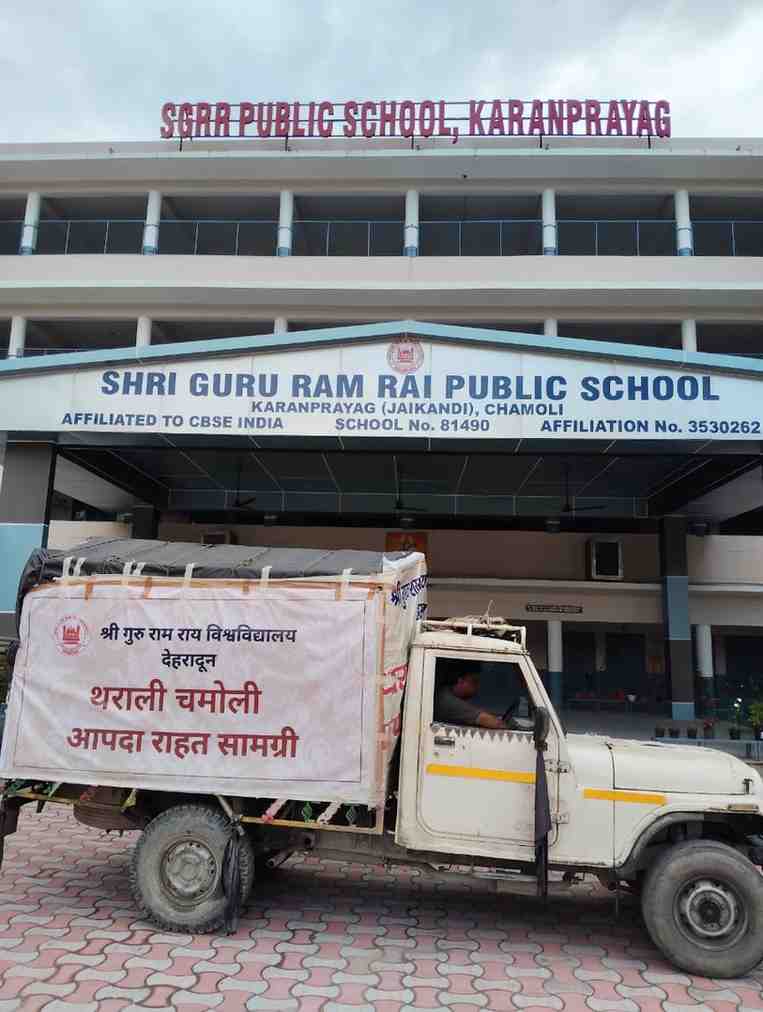 SGRR PUBLIC SCHOOL, KARANPRAYAG
SHRI GURU RAM RAI PUBLIC SCHOOL
KARANPRAYAG (JAIKANDI), CHAMOLI
AFFILIATED TO CBSE INDIA SCHOOL No. 81490 AFFILIATION No. 3530262
श्री गुरु राम राय विश्वविद्यालय
देहरादून
थराली चमोली
आपदा राहत सामग्री
श्री गुरु राम